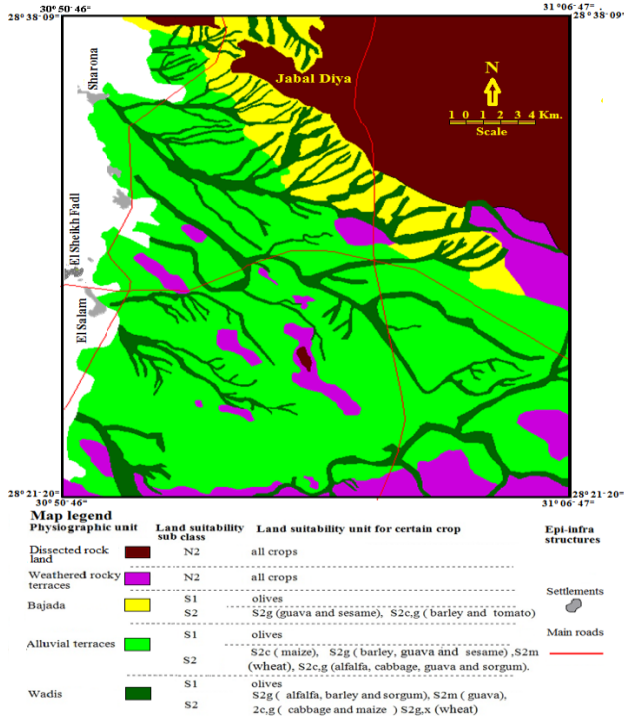 30° 50' 46" 31° 06' 47"
28° 38' 09" 28° 38' 09"
Sharona
Jabal Diya
N
1 0 1 2 3 4 Km.
Scale
El Sheikh Fadl
El Salam
28° 21' 20" 28° 21' 20"
30° 50' 46" 31° 06' 47"
Map legend
Physiographic unit Land suitability sub class Land suitability unit for certain crop Epi-infra structures
Dissected rock land N2 all crops
Weathered rocky terraces N2 all crops
Settlements
Bajada S1 olives
S2 S2g (guava and sesame), S2c,g ( barley and tomato)
Main roads
Alluvial terraces S1 olives
S2 S2c ( maize), S2g ( barley, guava and sesame) ,S2m
(wheat), S2c,g (alfalfa, cabbage, guava and sorgum).
Wadis S1 olives
S2 S2g ( alfalfa, barley and sorgum), S2m ( guava),
2c,g ( cabbage and maize ) S2g,x (wheat)